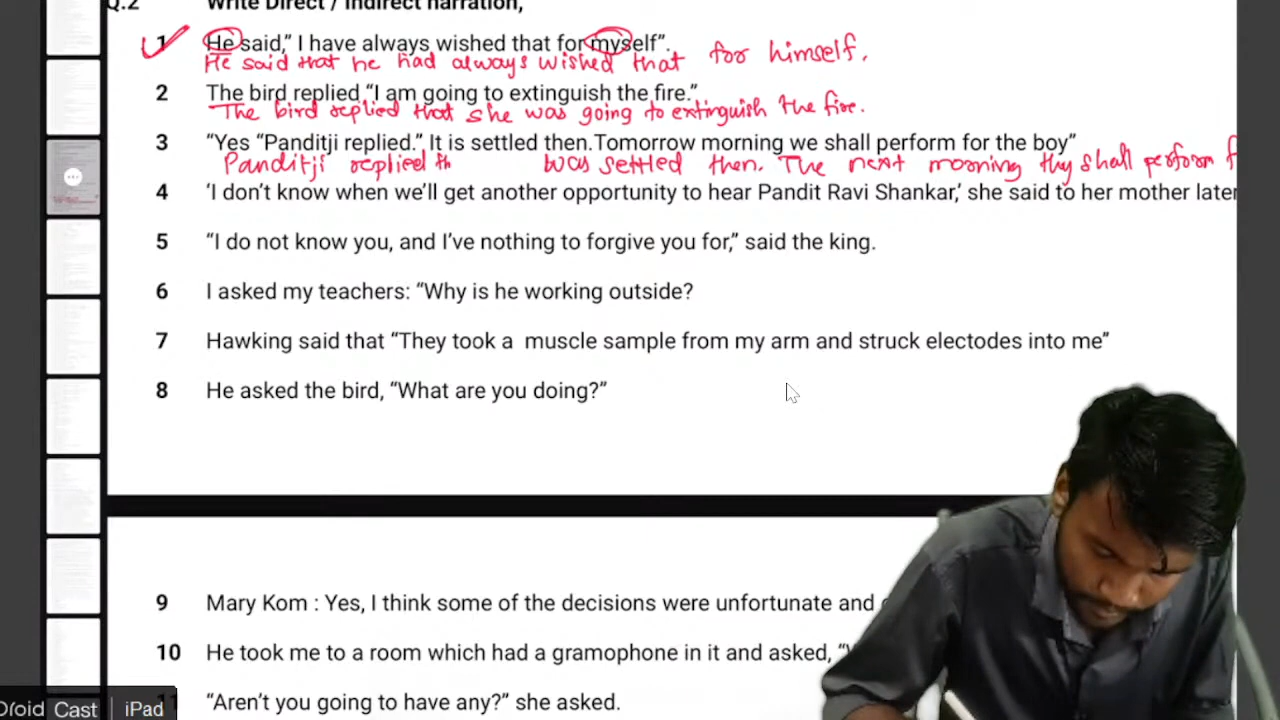 Q.2 Write Direct / Indirect narration,
1 He said,” I have always wished that for myself”.
He said that he had always wished that for himself.
2 The bird replied “I am going to extinguish the fire.”
The bird replied that she was going to extinguish the fire.
3 “Yes “Panditji replied.” It is settled then.Tomorrow morning we shall perform for the boy”
Panditji replied th was settled then. The next morning thy shall perform f
4 ‘I don’t know when we’ll get another opportunity to hear Pandit Ravi Shankar,’ she said to her mother later
5 “I do not know you, and I’ve nothing to forgive you for,” said the king.
6 I asked my teachers: “Why is he working outside?
7 Hawking said that “They took a muscle sample from my arm and struck electodes into me”
8 He asked the bird, “What are you doing?”
9 Mary Kom : Yes, I think some of the decisions were unfortunate and
10 He took me to a room which had a gramophone in it and asked,
11 “Aren’t you going to have any?” she asked.
Cast iPad